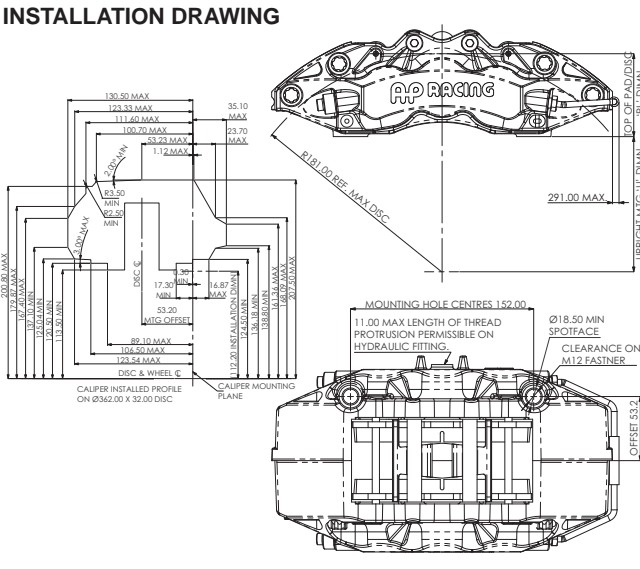 INSTALLATION DRAWING
130.50 MAX
123.33 MAX
111.60 MAX
100.70 MAX
53.23 MAX
1.12 MAX
35.10
MAX
23.70
MAX
2.00° MIN
R3.50
MIN
R2.50
MIN
3.00° MAX
200.80 MAX
179.87 MAX
167.40 MAX
137.10 MIN
125.04 MIN
120.50 MIN
113.50 MIN
DISC ℄
0.30
MIN
17.30
MIN
16.87
MAX
53.20
MTG OFFSET
112.20 INSTALLATION DIMN
124.50 MIN
136.18 MIN
138.80 MIN
161.36 MAX
168.09 MAX
207.50 MAX
89.10 MAX
106.50 MAX
123.54 MAX
DISC & WHEEL ℄
CALIPER INSTALLED PROFILE
ON Ø362.00 X 32.00 DISC
CALIPER MOUNTING
PLANE
AP RACING
R181.00 REF. MAX DISC
TOP OF PAD/DISC
291.00 MAX.
MOUNTING HOLE CENTRES 152.00
11.00 MAX LENGTH OF THREAD
PROTRUSION PERMISSIBLE ON
HYDRAULIC FITTING.
Ø18.50 MIN
SPOTFACE
CLEARANCE ON
M12 FASTNER
OFFSET 53.2